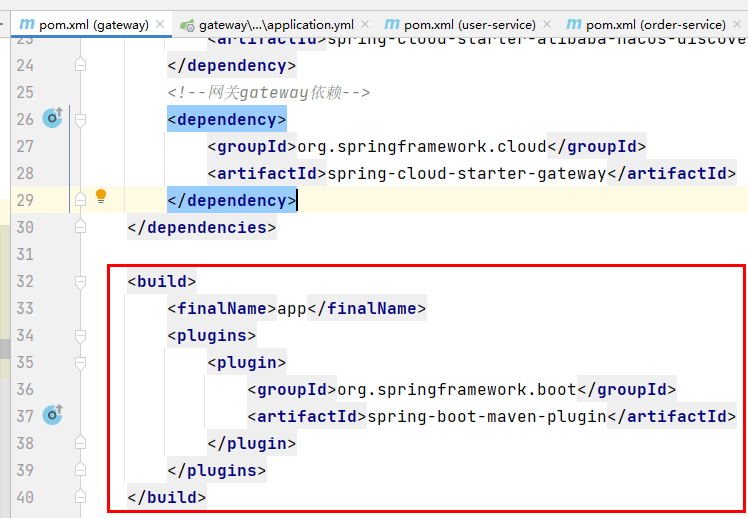 pom.xml (gateway)
gateway\...\application.yml
pom.xml (user-service)
pom.xml (order-service)
23 <artifactId>spring-cloud-starter-alibaba-nacos-discove
24 </dependency>
25 <!--网关gateway依赖-->
26 <dependency>
27 <groupId>org.springframework.cloud</groupId>
28 <artifactId>spring-cloud-starter-gateway</artifactId>
29 </dependency>
30 </dependencies>
31
32 <build>
33 <finalName>app</finalName>
34 <plugins>
35 <plugin>
36 <groupId>org.springframework.boot</groupId>
37 <artifactId>spring-boot-maven-plugin</artifactId>
38 </plugin>
39 </plugins>
40 </build>